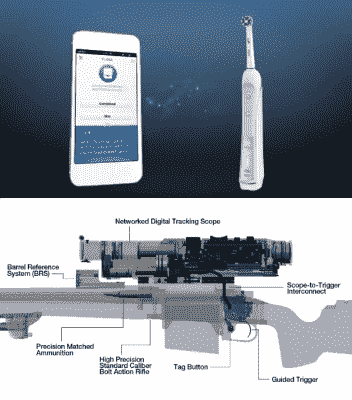 Networked Digital Tracking Scope
Barrel Reference
System (BRS)
Scope-to-Trigger
Interconnect
Precision Matched
Ammunition
High Precision
Standard Caliber
Bolt Action Rifle
Tag Button
Guided Trigger